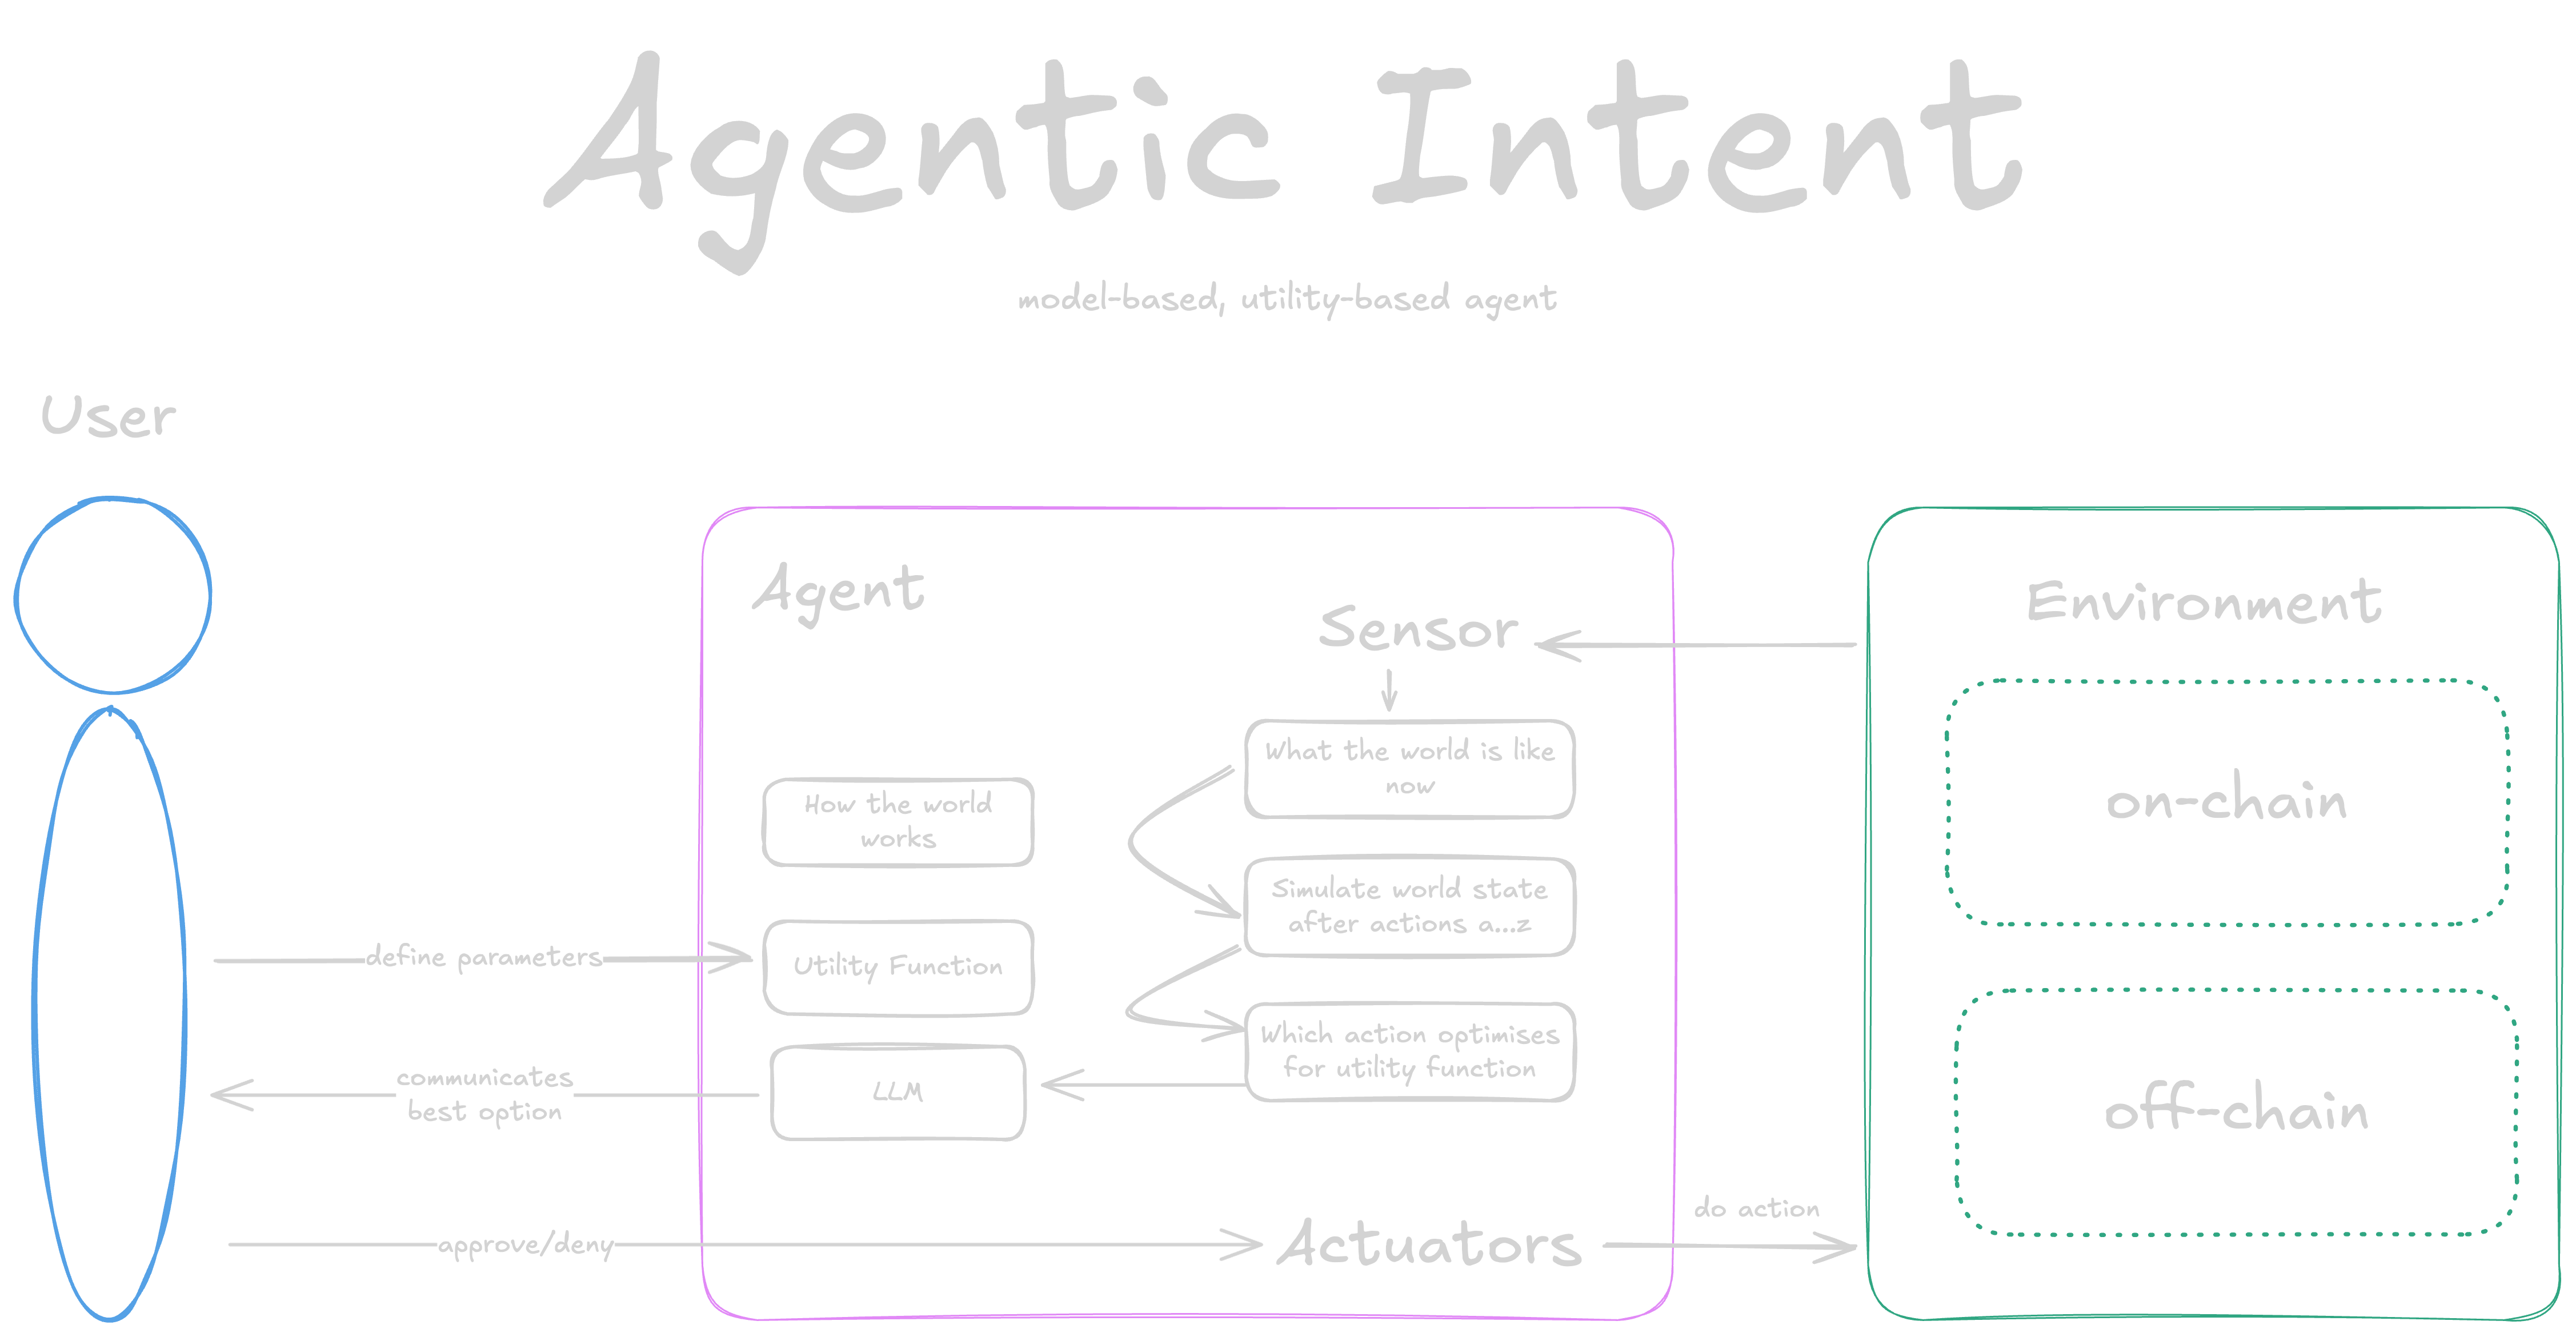 Agentic Intent
model-based, utility-based agent
User
Agent
Sensor
Environment
What the world is like
now
How the world
works
on-chain
Simulate world state
after actions a...z
define parameters
Utility Function
Which action optimises
for utility function
communicates
best option
LLM
off-chain
approve/deny
Actuators
do action